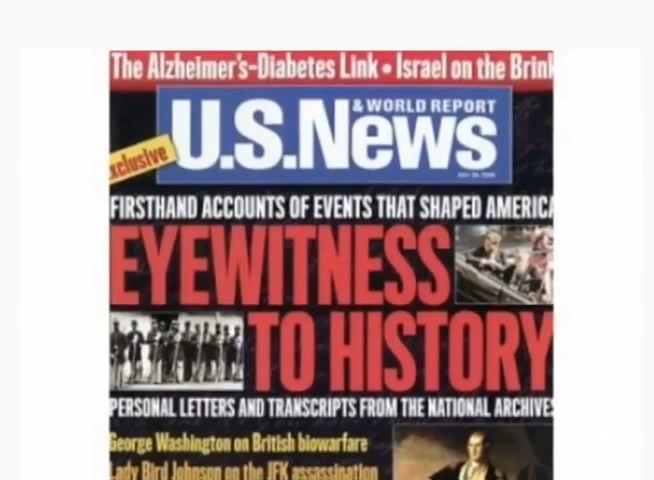 The Alzheimer's-Diabetes Link • Israel on the Brink
& WORLD REPORT
U.S.News
xclusive
FIRSTHAND ACCOUNTS OF EVENTS THAT SHAPED AMERICA
EYEWITNESS
TO HISTORY
PERSONAL LETTERS AND TRANSCRIPTS FROM THE NATIONAL ARCHIVES
George Washington on British biowarfare
Lady Bird Johnson on the JFK assassination